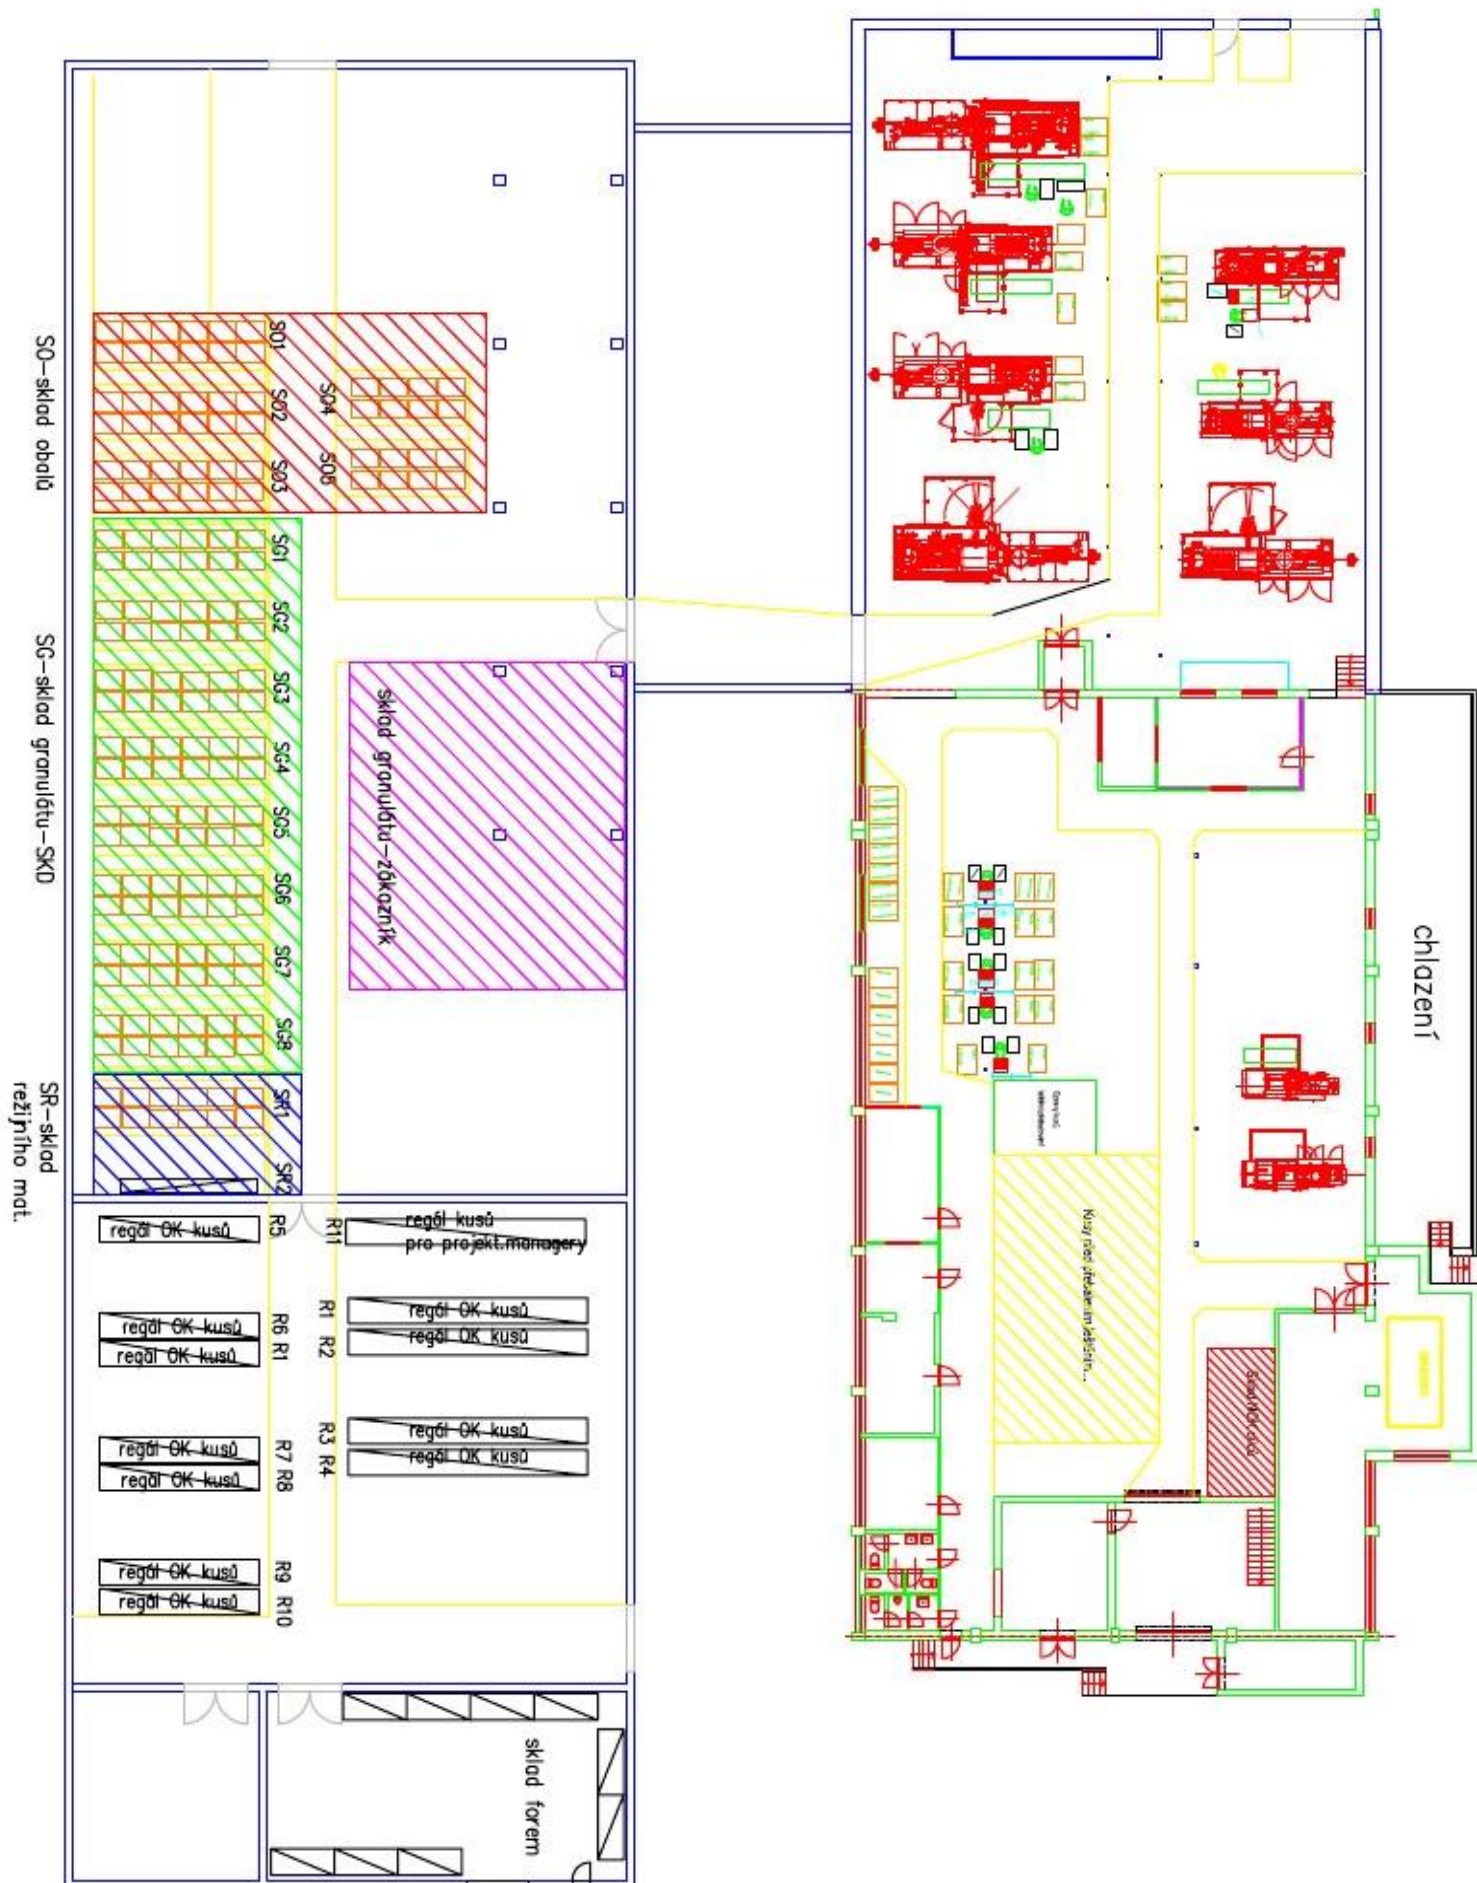 SO-sklad obalů
SG-sklad granulátu-SKD
SR-sklad
režijního mat.
SO1
SO2
SO3
SO4
SO5
SG1
SG2
SG3
SG4
SG5
SG6
SG7
SG8
SR1
SR2
sklad granulátu-zákazník
chlazení
regál OK kusů
R5
R11
regál kusů
pro projekt.managery
R1
regál OK kusů
R2
regál OK kusů
regál OK kusů
R6
regál OK kusů
R1
R3
regál OK kusů
R4
regál OK kusů
regál OK kusů
R7
regál OK kusů
R8
regál OK kusů
R9
regál OK kusů
R10
sklad forem